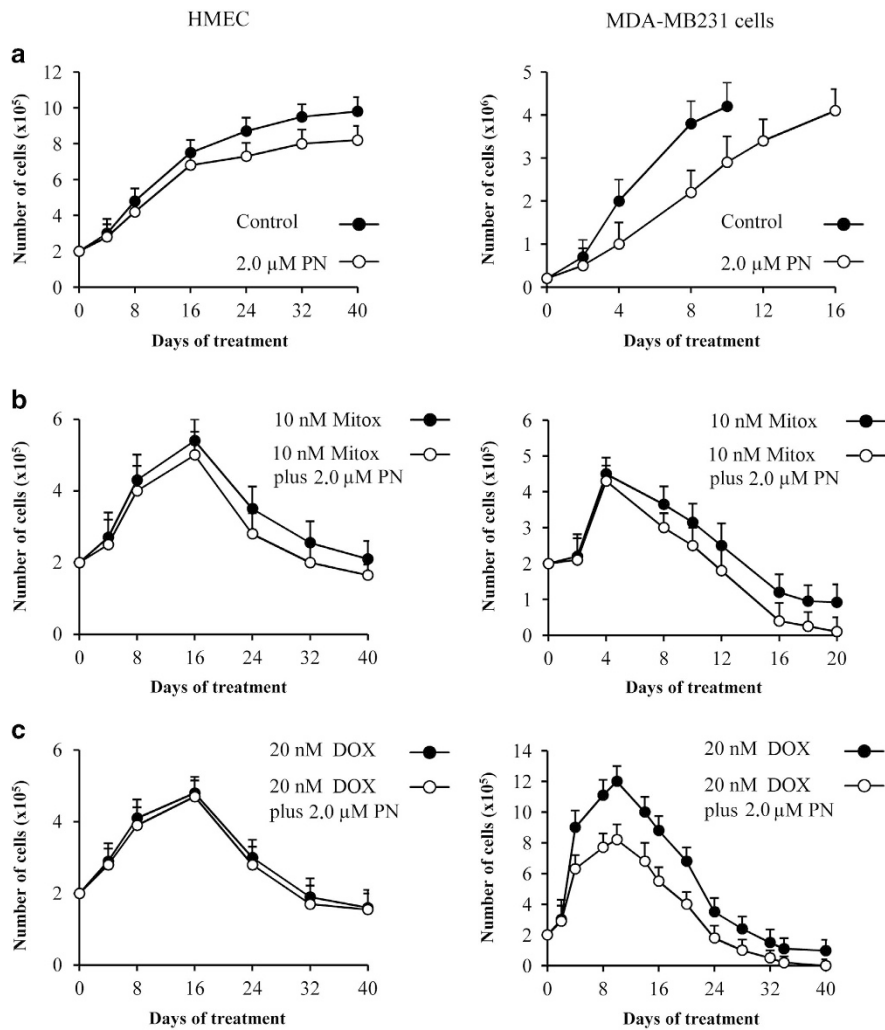 HMEC
MDA-MB231 cells
a
Number of cells (x10⁵)
12
10
8
6
4
2
0
Control
2.0 µM PN
0 4 8 16 24 32 40
Days of treatment
Number of cells (x10⁶)
5
4
3
2
1
0
Control
2.0 µM PN
0 4 8 12 16
Days of treatment
b
Number of cells (x10⁵)
6
4
2
0
10 nM Mitox
10 nM Mitox
plus 2.0 µM PN
0 8 16 24 32 40
Days of treatment
Number of cells (x10⁵)
6
5
4
3
2
1
0
10 nM Mitox
10 nM Mitox
plus 2.0 µM PN
0 4 8 12 16 20
Days of treatment
c
Number of cells (x10⁵)
6
4
2
0
20 nM DOX
20 nM DOX
plus 2.0 µM PN
0 8 16 24 32 40
Days of treatment
Number of cells (x10⁵)
14
12
10
8
6
4
2
0
20 nM DOX
20 nM DOX
plus 2.0 µM PN
0 8 16 24 32 40
Days of treatment